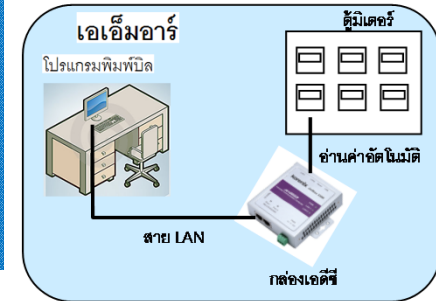 เอเอ็มอาร์
โปรแกรมพิมพ์บิล
ตู้มิเตอร์
อ่านค่าอัตโนมัติ
สาย LAN
กล่องเอดีซี